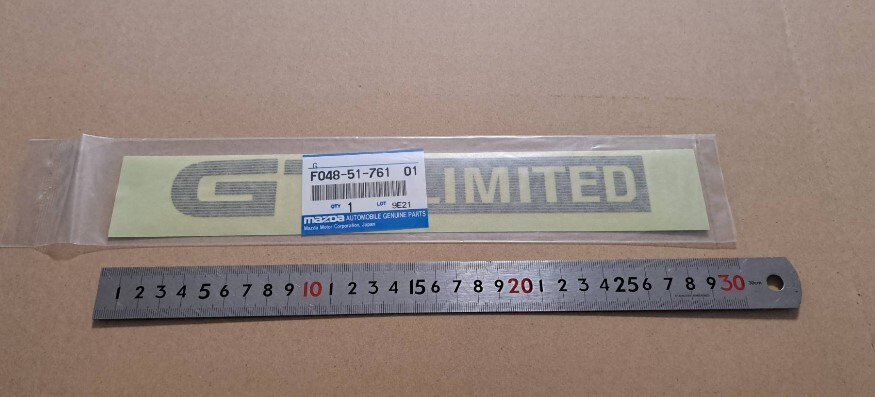 G
F048-51-761 01
QTY 1 LOT 9E21
mazda AUTOMOBILE GENUINE PARTS
Mazda Motor Corporation, Japan
LIMITED
1 2 3 4 5 6 7 8 9 10 1 2 3 4 15 6 7 8 9 20 1 2 3 4 25 6 7 8 9 30